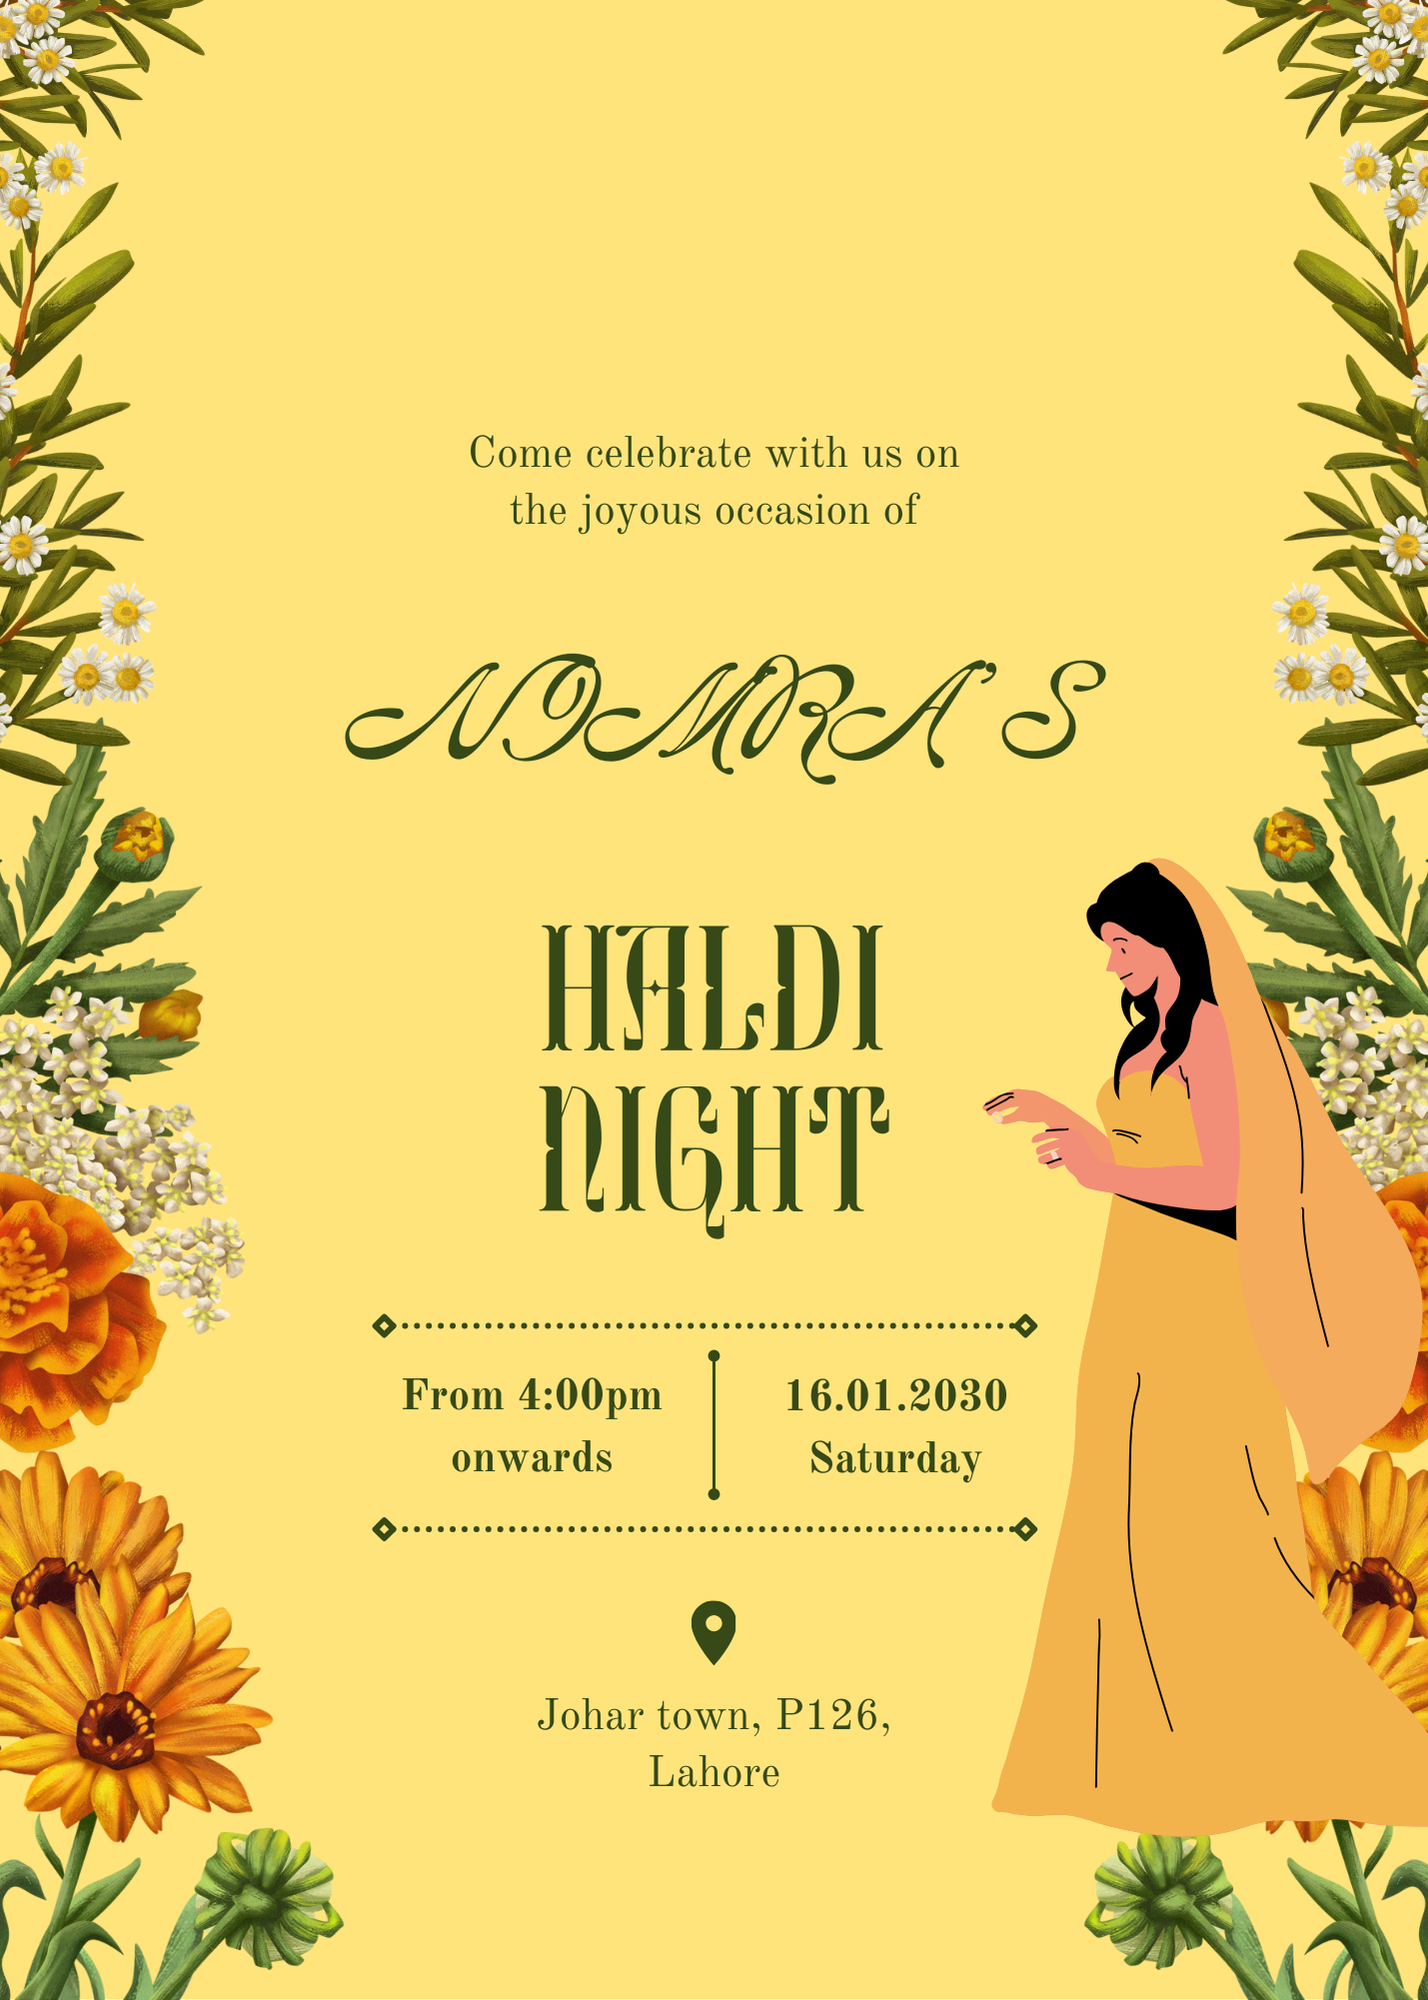 Come celebrate with us on
the joyous occasion of
NOMRA'S
HALDI
NIGHT
From 4:00pm
onwards
16.01.2030
Saturday
Johar town, P126,
Lahore